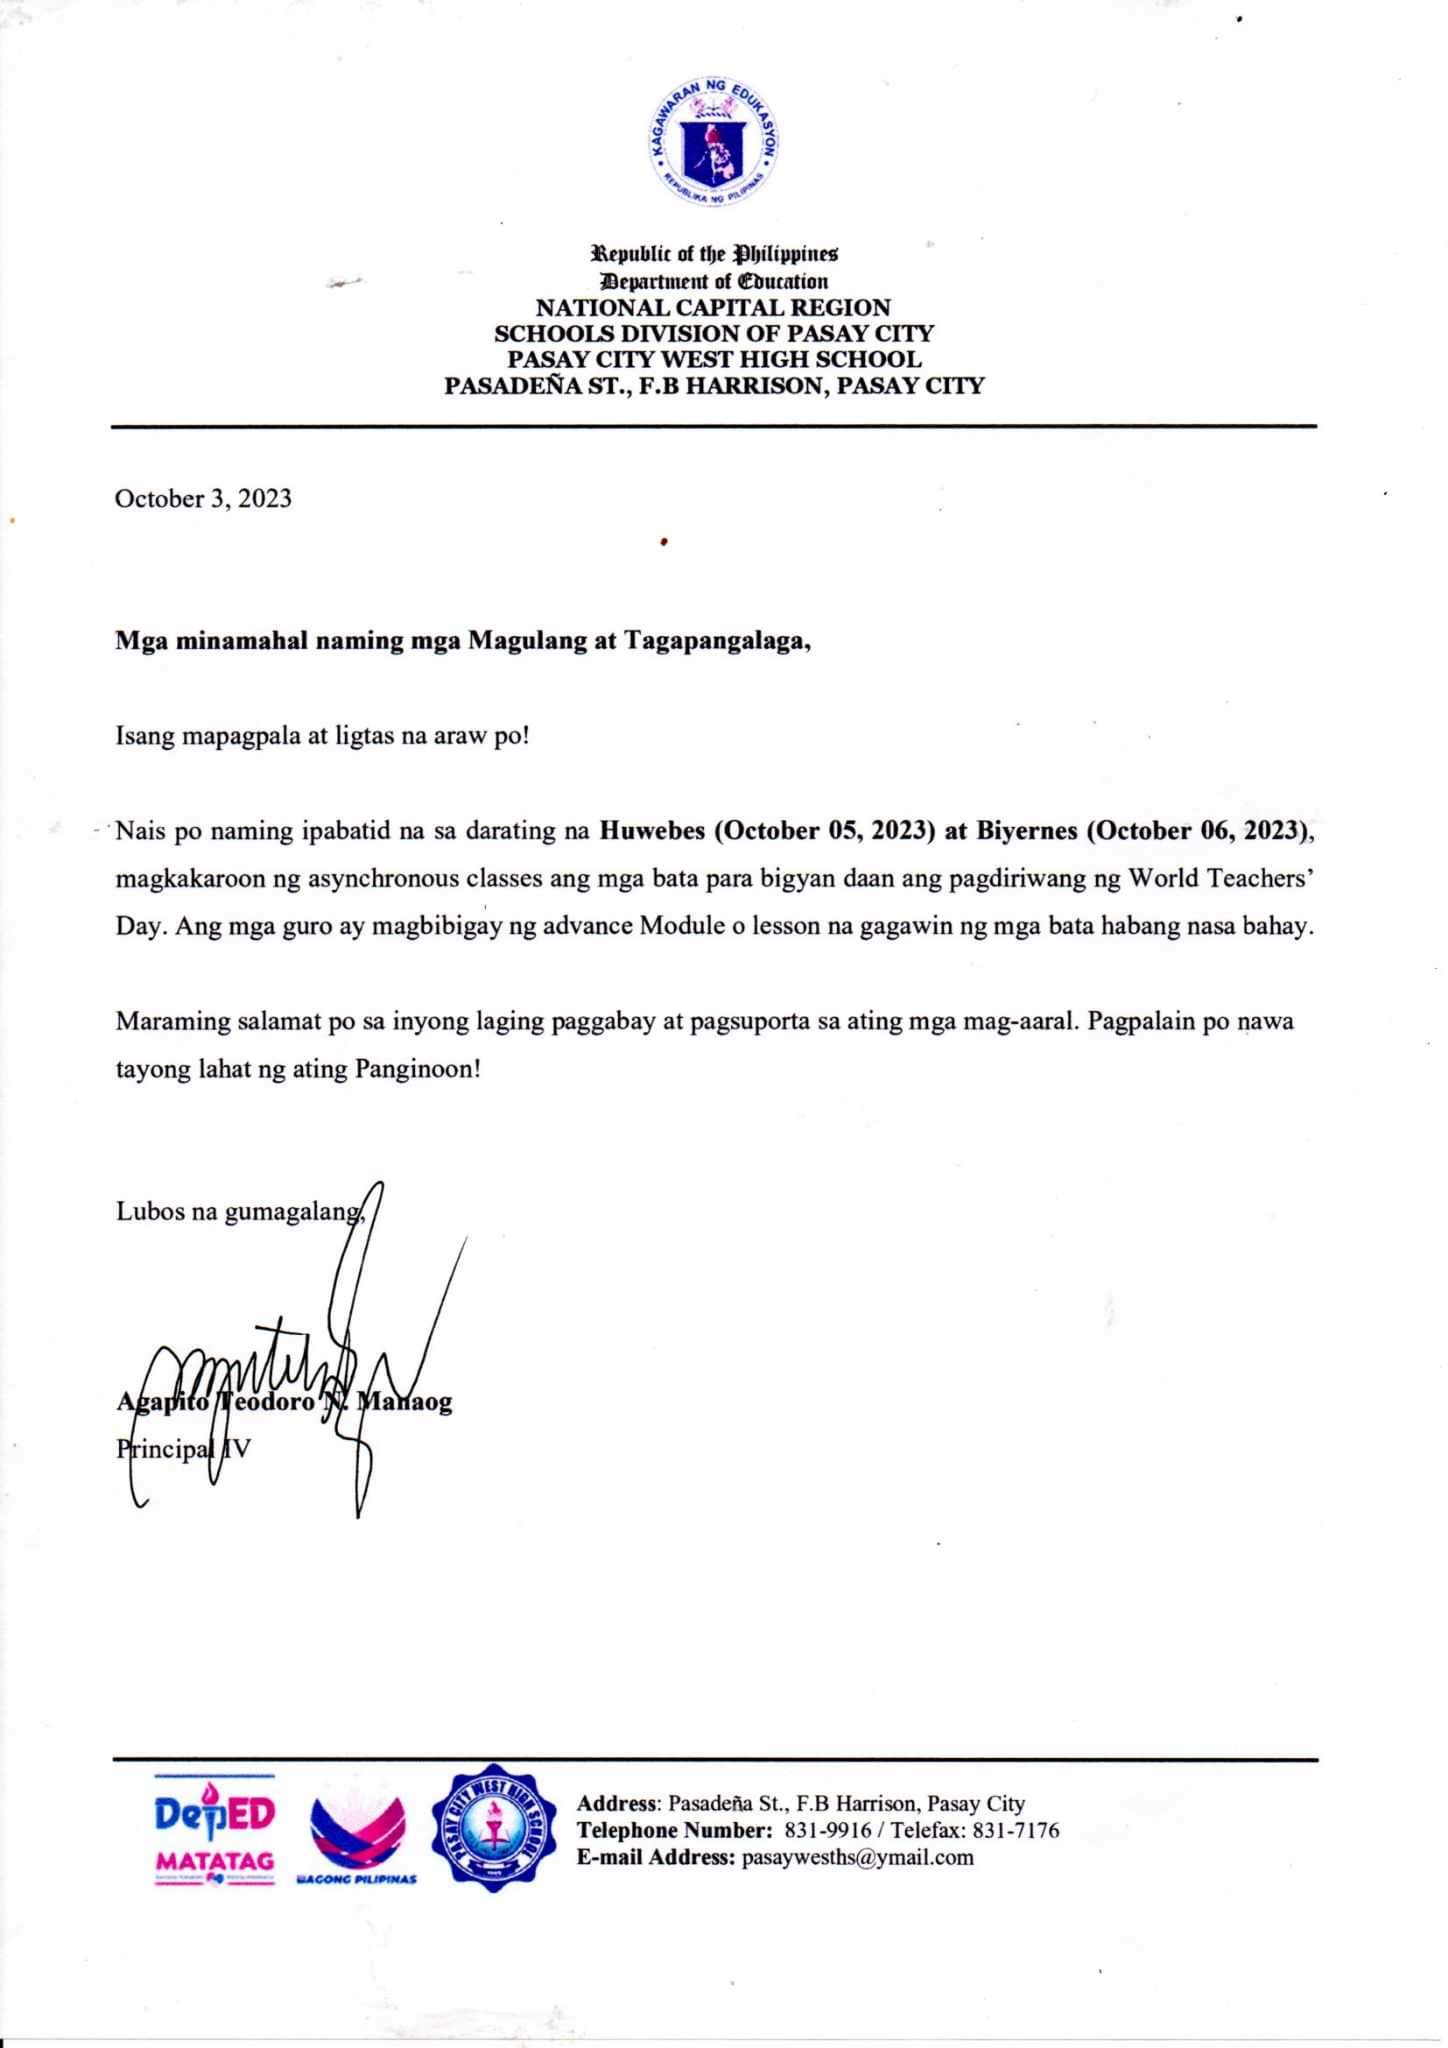 KAGAWARAN NG EDUKASYON
REPUBLIKA NG PILIPINAS
Republic of the Philippines
Department of Education
NATIONAL CAPITAL REGION
SCHOOLS DIVISION OF PASAY CITY
PASAY CITY WEST HIGH SCHOOL
PASADEÑA ST., F.B HARRISON, PASAY CITY
October 3, 2023
Mga minamahal naming mga Magulang at Tagapangalaga,
Isang mapagpala at ligtas na araw po!
Nais po naming ipabatid na sa darating na Huwebes (October 05, 2023) at Biyernes (October 06, 2023),
magkakaroon ng asynchronous classes ang mga bata para bigyan daan ang pagdiriwang ng World Teachers’
Day. Ang mga guro ay magbibigay ng advance Module o lesson na gagawin ng mga bata habang nasa bahay.
Maraming salamat po sa inyong laging paggabay at pagsuporta sa ating mga mag-aaral. Pagpalain po nawa
tayong lahat ng ating Panginoon!
Lubos na gumagalang,
Agapito Teodoro N. Manaog
Principal IV
DepED
MATATAG
BAGONG PILIPINAS
PASAY CITY WEST HIGH SCHOOL
Address: Pasadeña St., F.B Harrison, Pasay City
Telephone Number: 831-9916 / Telefax: 831-7176
E-mail Address: pasaywesths@ymail.com